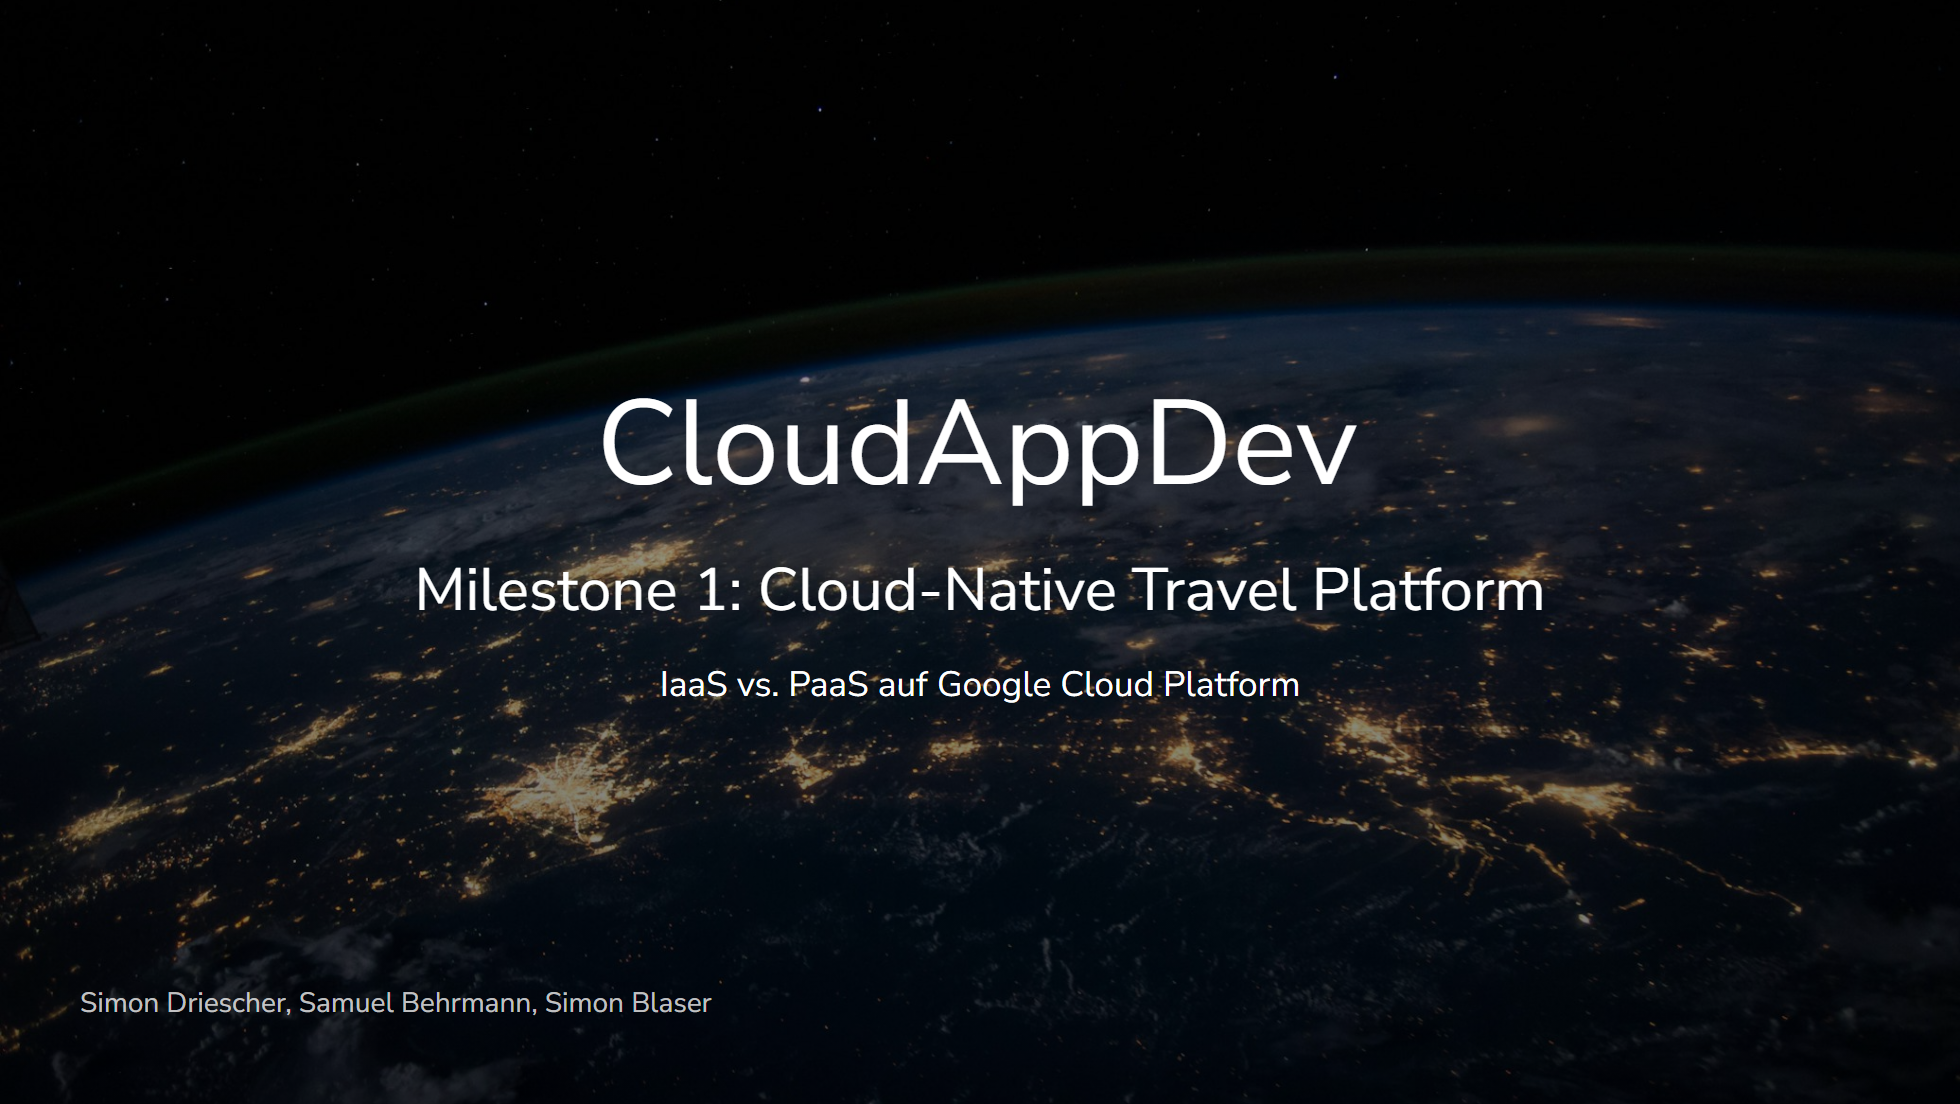 CloudAppDev
Milestone 1: Cloud-Native Travel Platform
IaaS vs. PaaS auf Google Cloud Platform
Simon Driescher, Samuel Behrmann, Simon Blaser